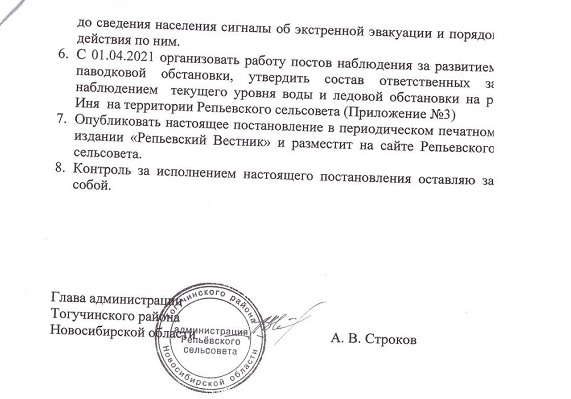 до сведения населения сигналы об экстренной эвакуации и порядо
действия по ним.
6. С 01.04.2021 организовать работу постов наблюдения за развитием
паводковой обстановки, утвердить состав ответственных за
наблюдением текущего уровня воды и ледовой обстановки на р
Иня на территории Репьевского сельсовета (Приложение №3)
7. Опубликовать настоящее постановление в периодическом печатном
издании «Репьевский Вестник» и разместит на сайте Репьевского
сельсовета.
8. Контроль за исполнением настоящего постановления оставляю за
собой.
Глава администрации
Тогучинского района
Новосибирской области
А. В. Строков
Тогучинского района
администрация
Репьёвского
сельсовета
Новосибирской области